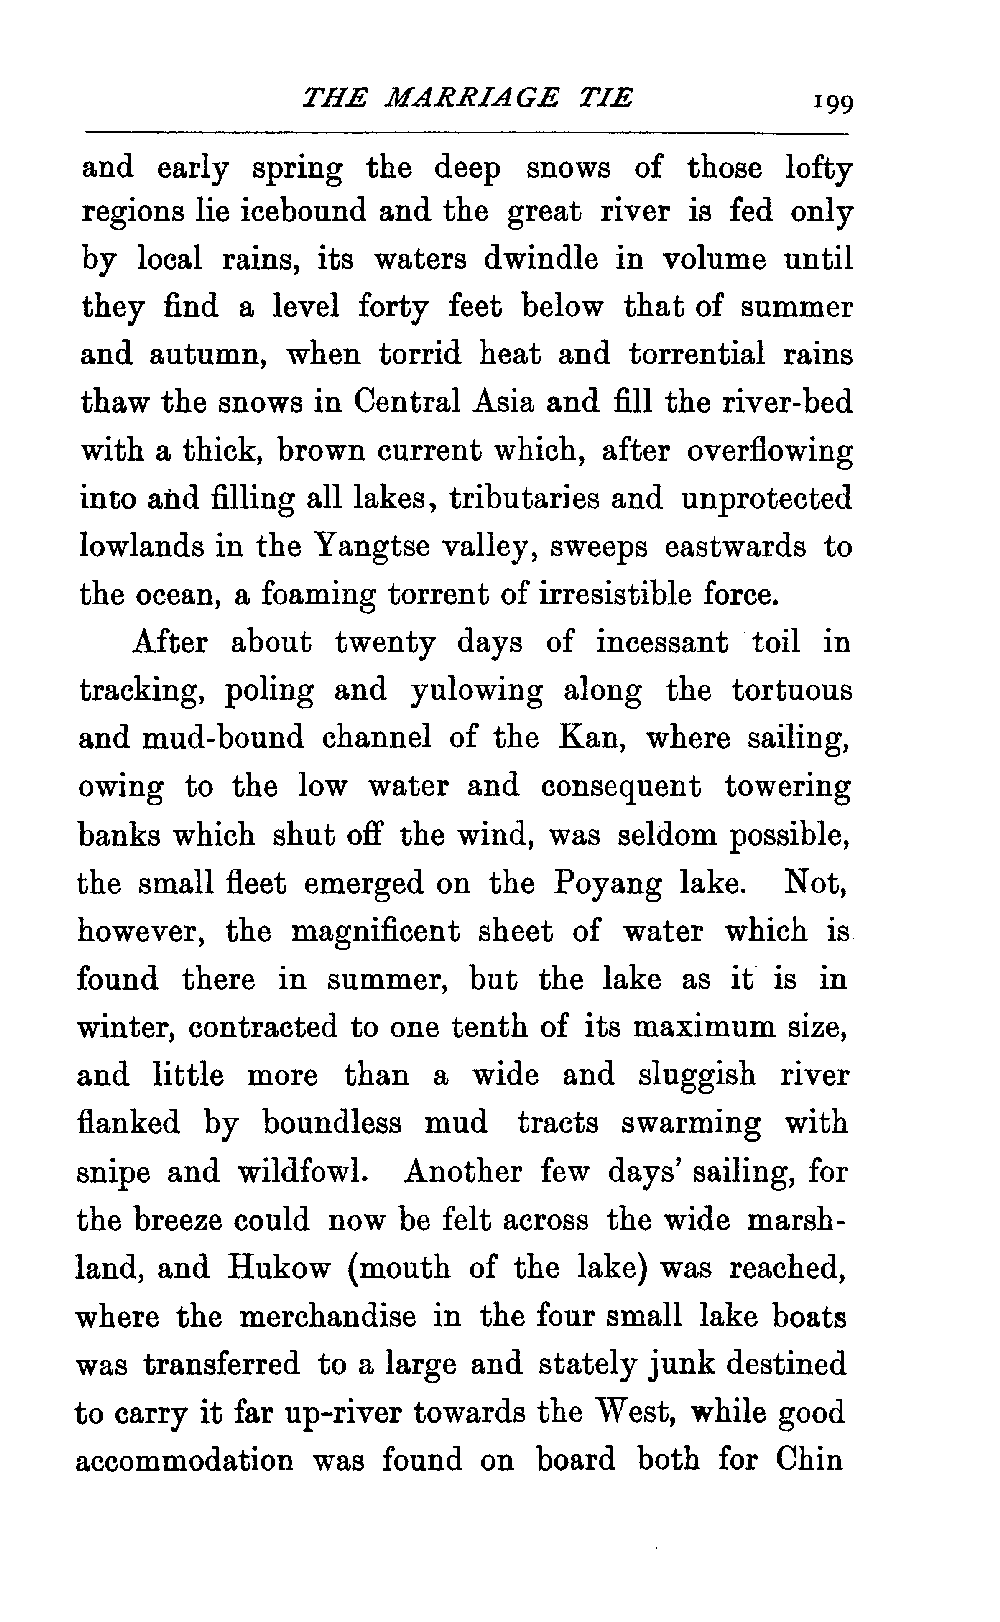 THE MARRIAGE TIE 199
and early spring the deep snows of those lofty
regions lie icebound and the great river is fed only
by local rains, its waters dwindle in volume until
they find a level forty feet below that of summer
and autumn, when torrid heat and torrential rains
thaw the snows in Central Asia and fill the river-bed
with a thick, brown current which, after overflowing
into and filling all lakes, tributaries and unprotected
lowlands in the Yangtse valley, sweeps eastwards to
the ocean, a foaming torrent of irresistible force.
After about twenty days of incessant toil in
tracking, poling and yulowing along the tortuous
and mud-bound channel of the Kan, where sailing,
owing to the low water and consequent towering
banks which shut off the wind, was seldom possible,
the small fleet emerged on the Poyang lake. Not,
however, the magnificent sheet of water which is
found there in summer, but the lake as it is in
winter, contracted to one tenth of its maximum size,
and little more than a wide and sluggish river
flanked by boundless mud tracts swarming with
snipe and wildfowl. Another few days' sailing, for
the breeze could now be felt across the wide marsh-
land, and Hukow (mouth of the lake) was reached,
where the merchandise in the four small lake boats
was transferred to a large and stately junk destined
to carry it far up-river towards the West, while good
accommodation was found on board both for Chin